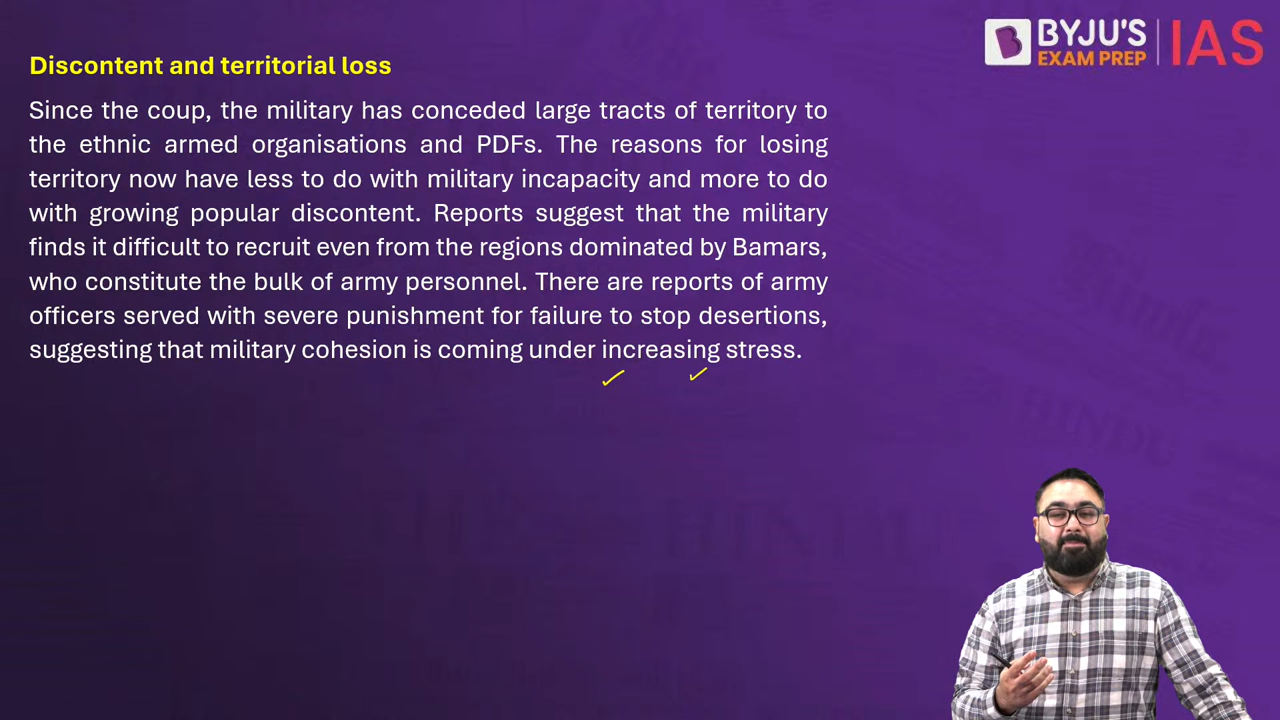 Discontent and territorial loss
Since the coup, the military has conceded large tracts of territory to
the ethnic armed organisations and PDFs. The reasons for losing
territory now have less to do with military incapacity and more to do
with growing popular discontent. Reports suggest that the military
finds it difficult to recruit even from the regions dominated by Bamars,
who constitute the bulk of army personnel. There are reports of army
officers served with severe punishment for failure to stop desertions,
suggesting that military cohesion is coming under increasing stress.
BYJU'S
EXAM PREP
IAS
HINDU